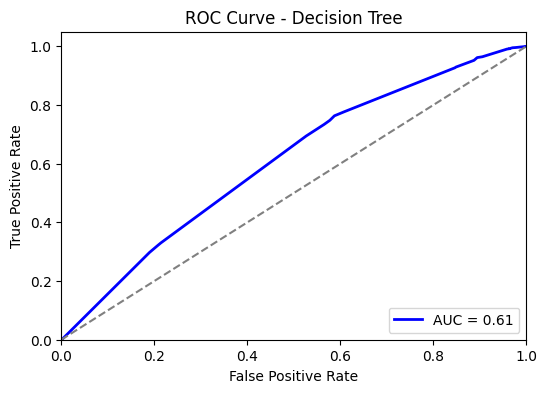 ROC Curve - Decision Tree
True Positive Rate
1.0
0.8
0.6
0.4
0.2
0.0
0.0 0.2 0.4 0.6 0.8 1.0
False Positive Rate
AUC = 0.61